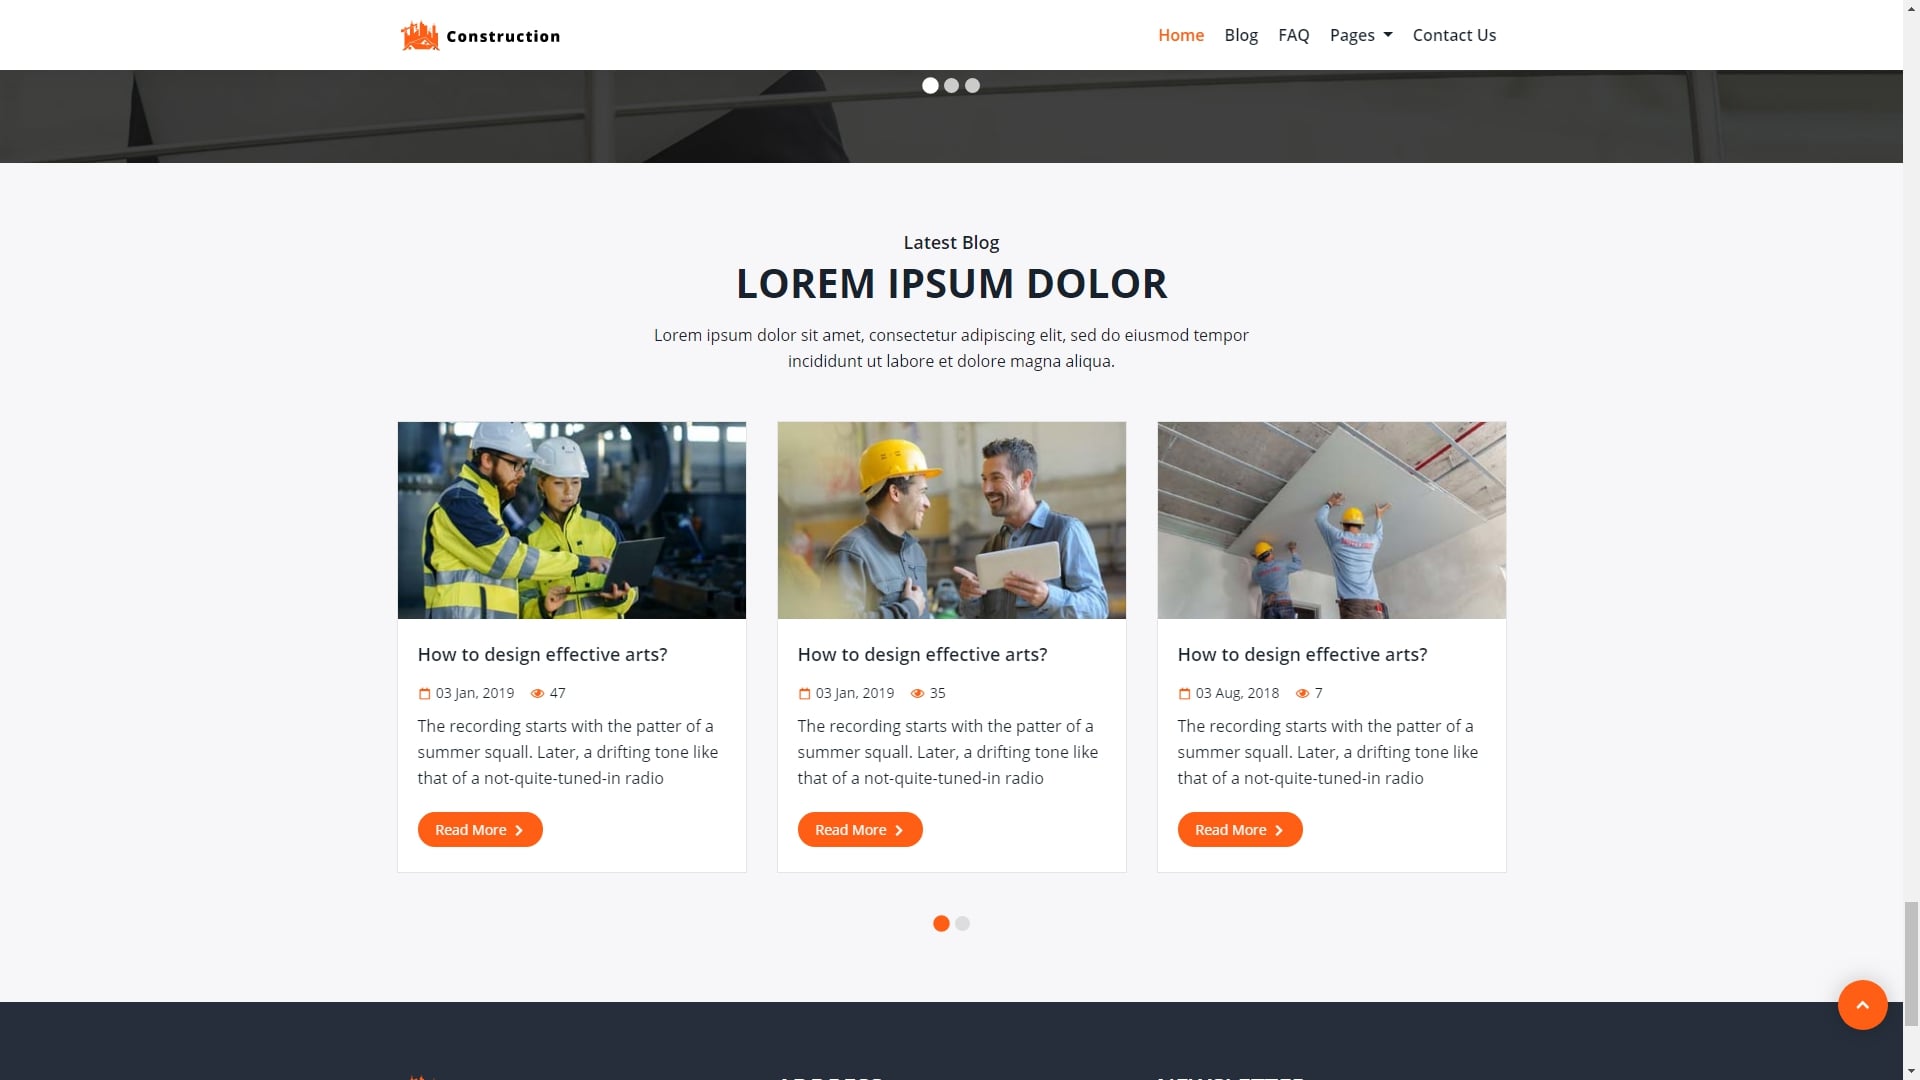 Construction
Home Blog FAQ Pages Contact Us
Latest Blog
LOREM IPSUM DOLOR
Lorem ipsum dolor sit amet, consectetur adipiscing elit, sed do eiusmod tempor
incididunt ut labore et dolore magna aliqua.
How to design effective arts?
03 Jan, 2019 47
The recording starts with the patter of a
summer squall. Later, a drifting tone like
that of a not-quite-tuned-in radio
Read More
How to design effective arts?
03 Jan, 2019 35
The recording starts with the patter of a
summer squall. Later, a drifting tone like
that of a not-quite-tuned-in radio
Read More
How to design effective arts?
03 Aug, 2018 7
The recording starts with the patter of a
summer squall. Later, a drifting tone like
that of a not-quite-tuned-in radio
Read More
ADDRESS
NEWSLETTER